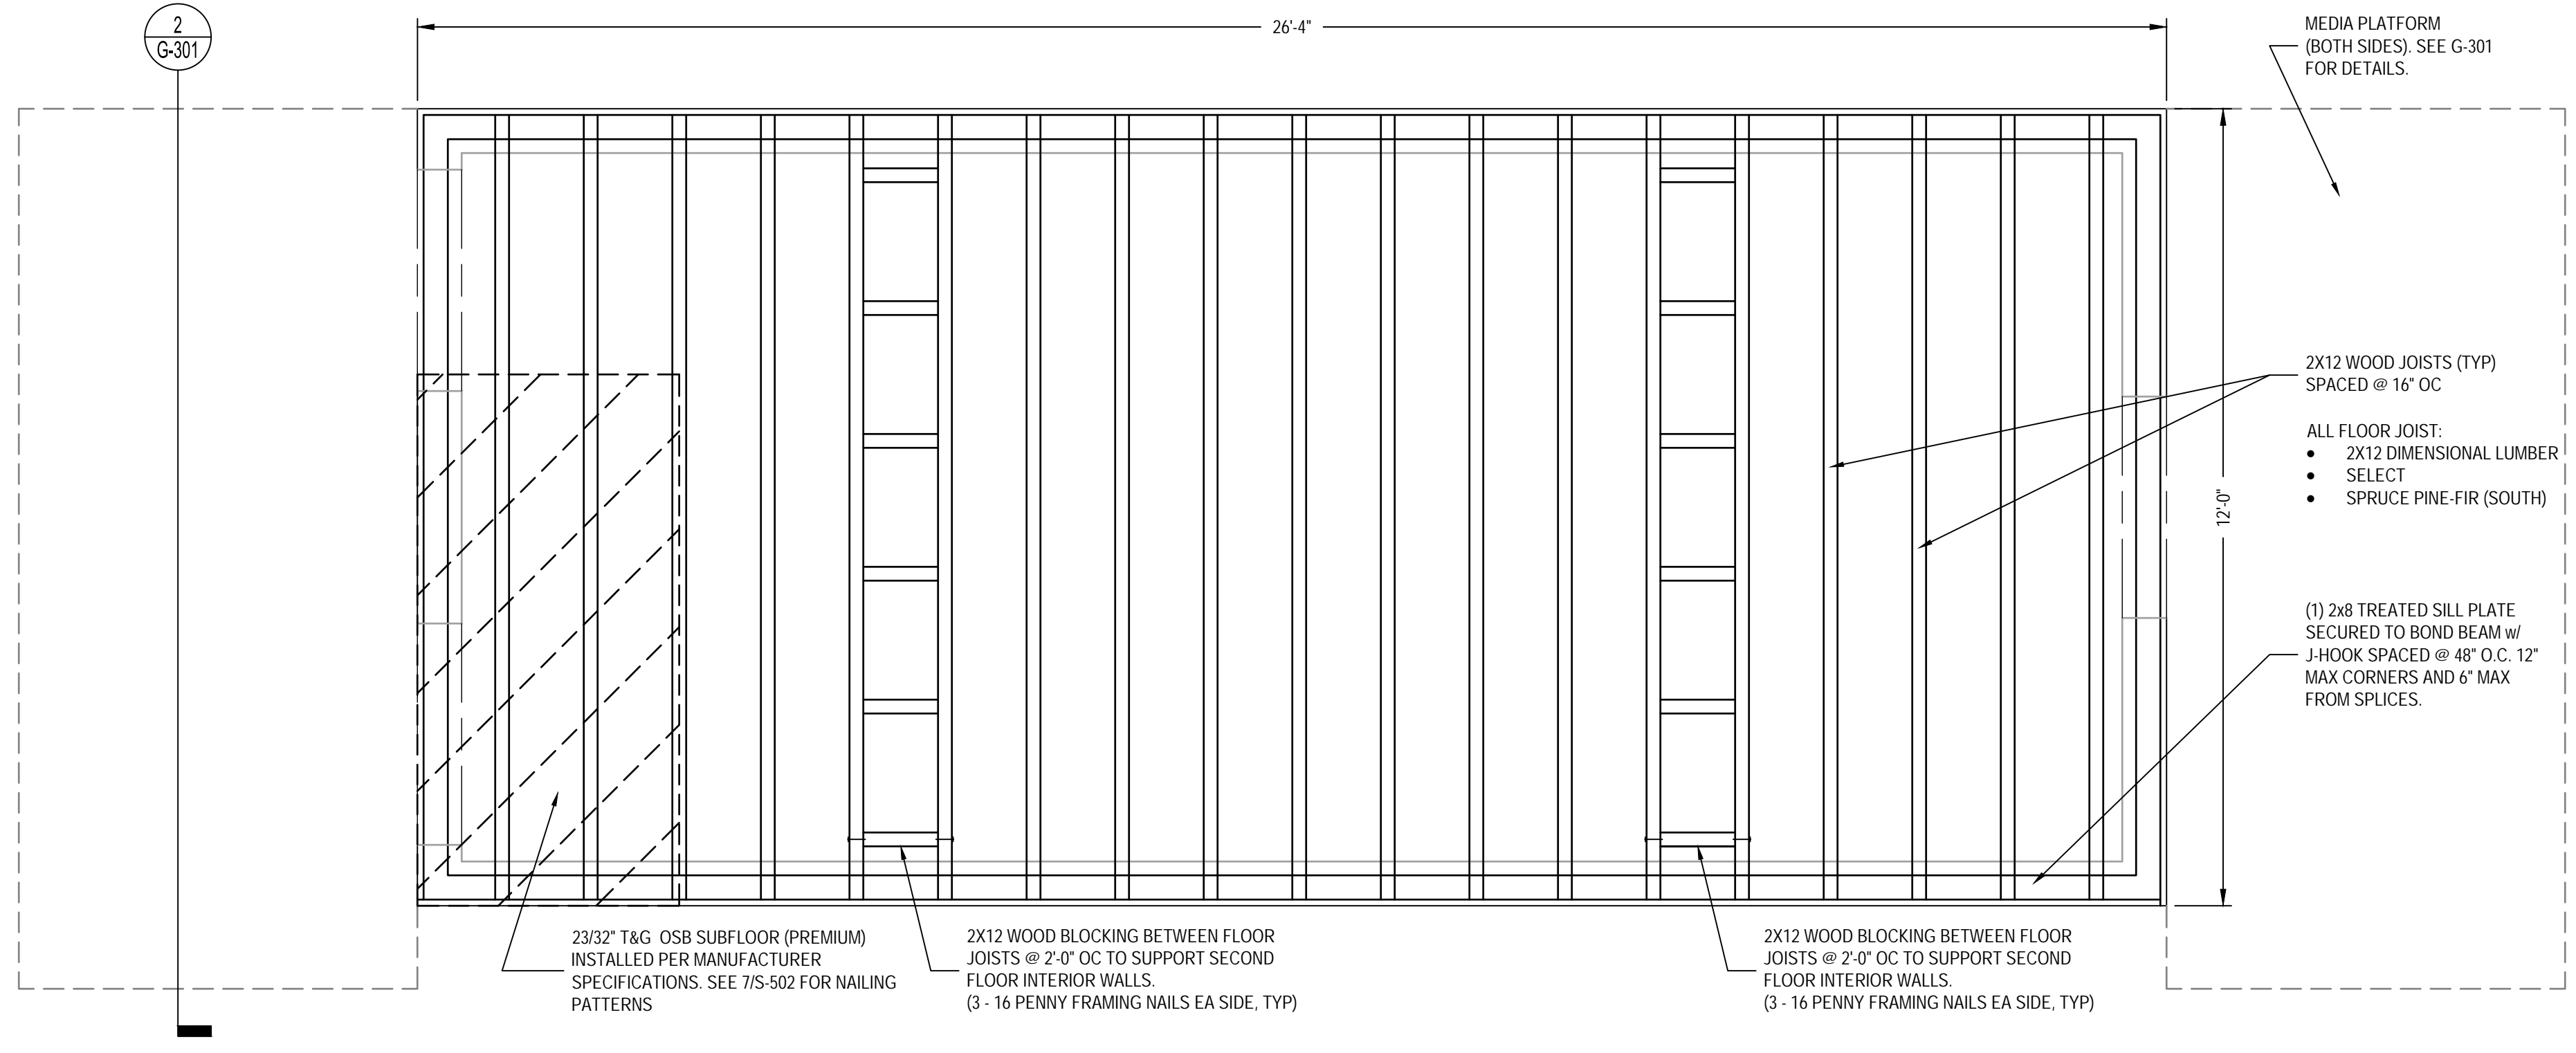 2
G-301
26'-4"
MEDIA PLATFORM
(BOTH SIDES). SEE G-301
FOR DETAILS.
2X12 WOOD JOISTS (TYP)
SPACED @ 16" OC
ALL FLOOR JOIST:
• 2X12 DIMENSIONAL LUMBER
• SELECT
• SPRUCE PINE-FIR (SOUTH)
12'-0"
(1) 2x8 TREATED SILL PLATE
SECURED TO BOND BEAM w/
J-HOOK SPACED @ 48" O.C. 12"
MAX CORNERS AND 6" MAX
FROM SPLICES.
23/32" T&G OSB SUBFLOOR (PREMIUM)
INSTALLED PER MANUFACTURER
SPECIFICATIONS. SEE 7/S-502 FOR NAILING
PATTERNS
2X12 WOOD BLOCKING BETWEEN FLOOR
JOISTS @ 2'-0" OC TO SUPPORT SECOND
FLOOR INTERIOR WALLS.
(3 - 16 PENNY FRAMING NAILS EA SIDE, TYP)
2X12 WOOD BLOCKING BETWEEN FLOOR
JOISTS @ 2'-0" OC TO SUPPORT SECOND
FLOOR INTERIOR WALLS.
(3 - 16 PENNY FRAMING NAILS EA SIDE, TYP)